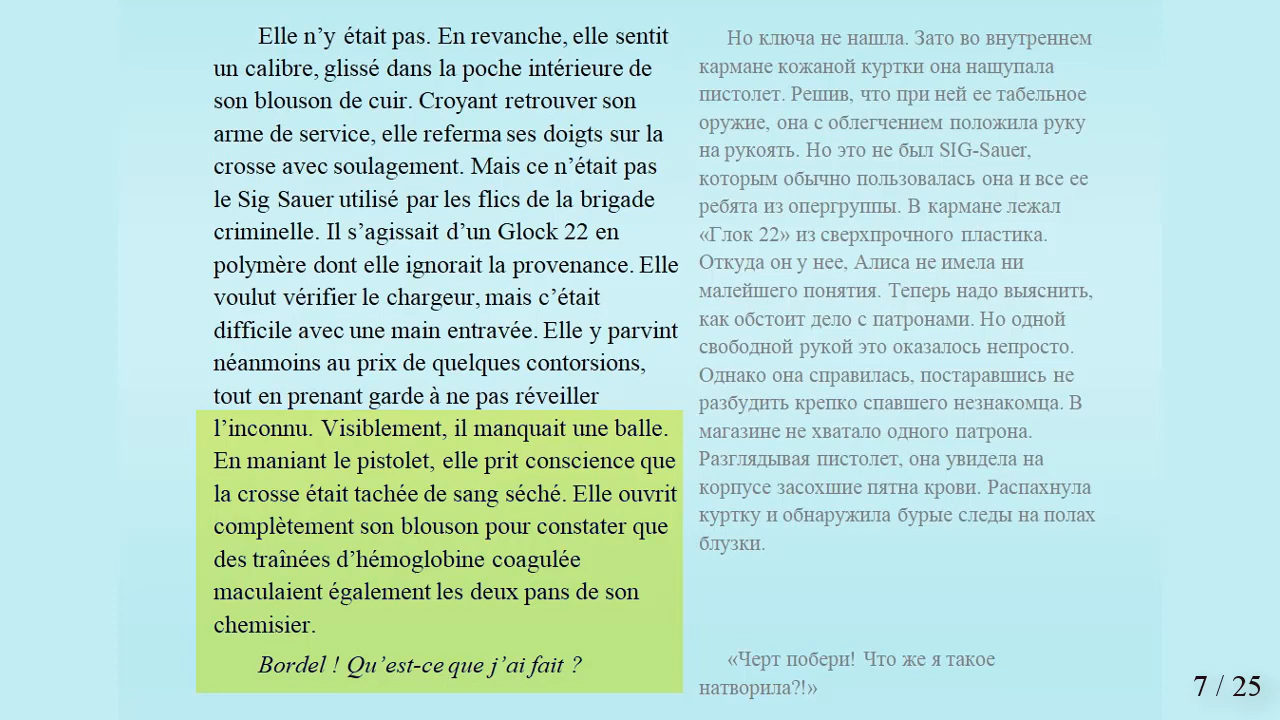 Elle n’y était pas. En revanche, elle sentit
un calibre, glissé dans la poche intérieure de
son blouson de cuir. Croyant retrouver son
arme de service, elle referma ses doigts sur la
crosse avec soulagement. Mais ce n’était pas
le Sig Sauer utilisé par les flics de la brigade
criminelle. Il s’agissait d’un Glock 22 en
polymère dont elle ignorait la provenance. Elle
voulut vérifier le chargeur, mais c’était
difficile avec une main entravée. Elle y parvint
néanmoins au prix de quelques contorsions,
tout en prenant garde à ne pas réveiller
l’inconnu. Visiblement, il manquait une balle.
En maniant le pistolet, elle prit conscience que
la crosse était tachée de sang séché. Elle ouvrit
complètement son blouson pour constater que
des traînées d’hémoglobine coagulée
maculaient également les deux pans de son
chemisier.
Bordel ! Qu’est-ce que j’ai fait ?
Но ключа не нашла. Зато во внутреннем
кармане кожаной куртки она нащупала
пистолет. Решив, что при ней ее табельное
оружие, она с облегчением положила руку
на рукоять. Но это не был SIG-Sauer,
которым обычно пользовалась она и все ее
ребята из опергруппы. В кармане лежал
«Глок 22» из сверхпрочного пластика.
Откуда он у нее, Алиса не имела ни
малейшего понятия. Теперь надо выяснить,
как обстоит дело с патронами. Но одной
свободной рукой это оказалось непросто.
Однако она справилась, постаравшись не
разбудить крепко спавшего незнакомца. В
магазине не хватало одного патрона.
Разглядывая пистолет, она увидела на
корпусе засохшие пятна крови. Распахнула
куртку и обнаружила бурые следы на полах
блузки.
«Черт побери! Что же я такое
натворила?!»
7 / 25